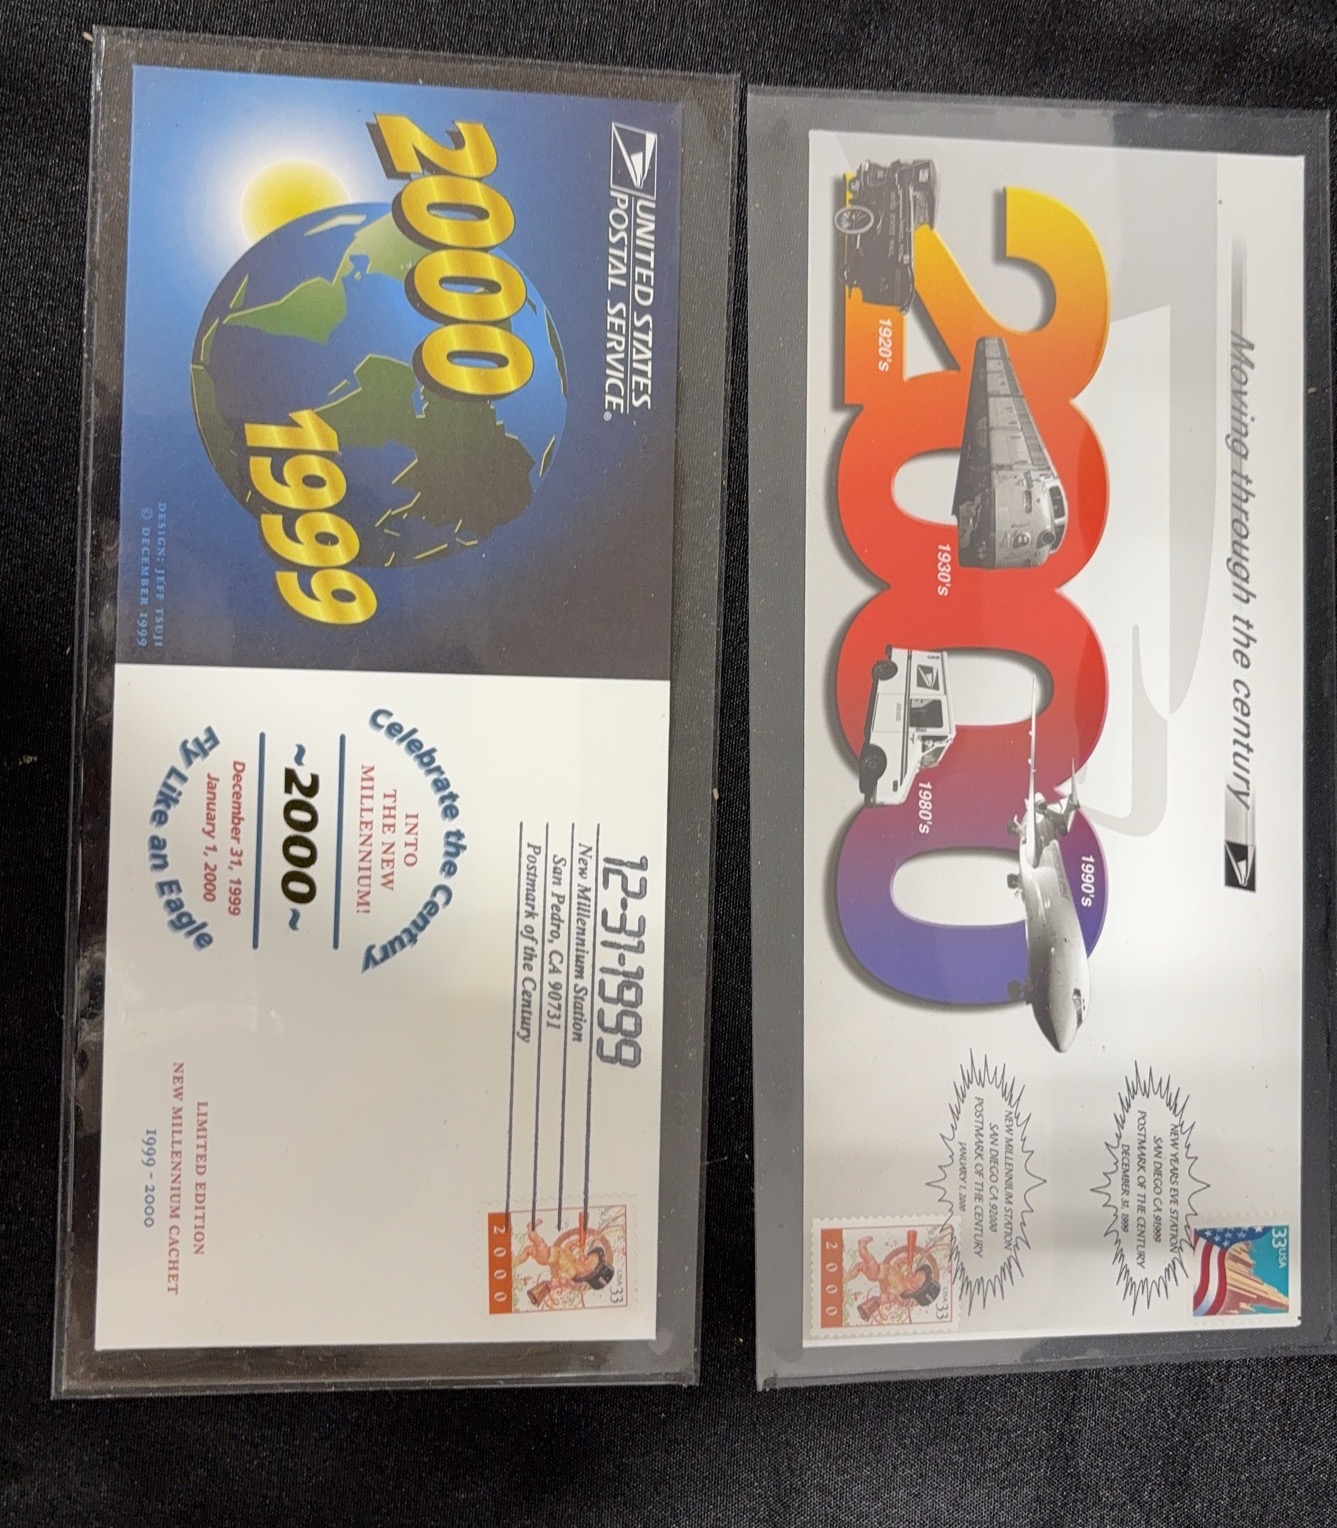 Moving through the century
1920's
1930's
1980's
1990's
33USA
NEW YEARS EVE STATION
SAN DIEGO CA 91999
POSTMARK OF THE CENTURY
DECEMBER 31, 1999
NEW MILLENNIUM STATION
SAN DIEGO CA 92000
POSTMARK OF THE CENTURY
JANUARY 1, 2000
USA 33
2000
UNITED STATES
POSTAL SERVICE®
2000
1999
DESIGN: JEFF TSUJI
© DECEMBER 1999
12-31-1999
New Millennium Station
San Pedro, CA 90731
Postmark of the Century
USA 33
2000
Celebrate the Century
INTO
THE NEW
MILLENNIUM!
~2000~
December 31, 1999
January 1, 2000
Fly Like an Eagle
LIMITED EDITION
NEW MILLENNIUM CACHET
1999 - 2000